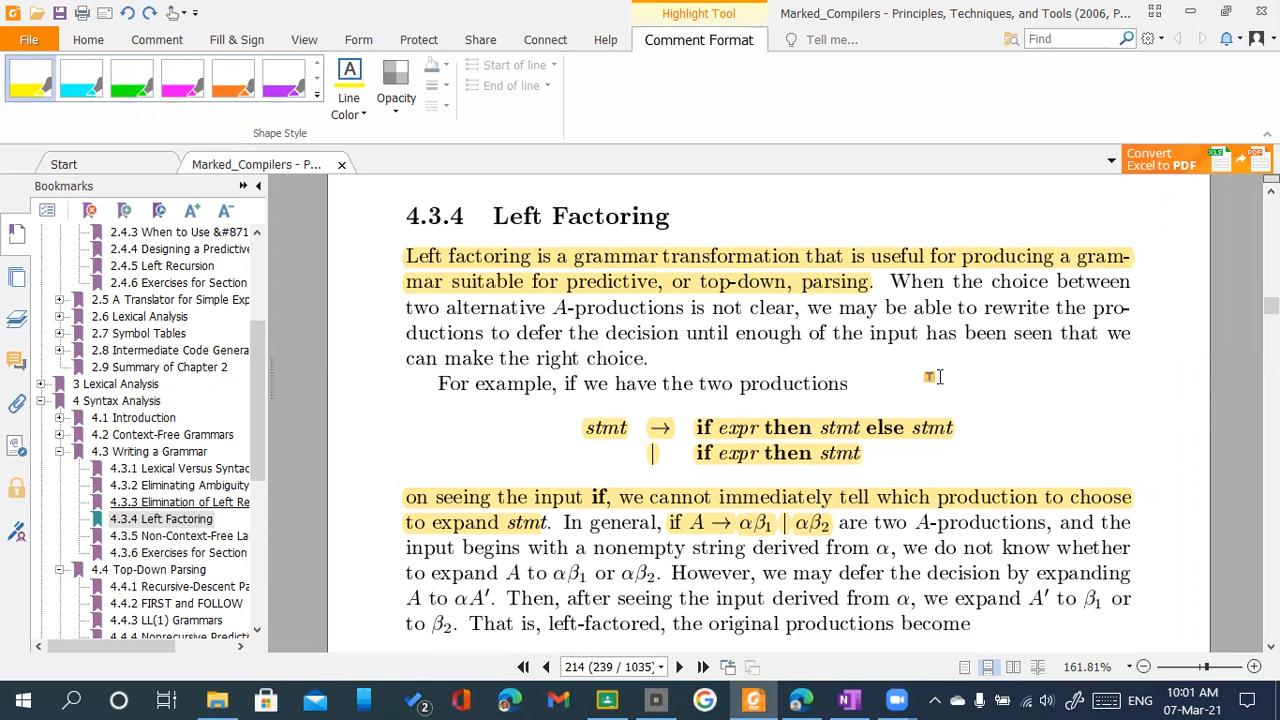 Highlight Tool
Marked_Compilers - Principles, Techniques, and Tools (2006, P...
File Home Comment Fill & Sign View Form Protect Share Connect Help Comment Format Tell me... Find
A
Line Color
Opacity
Start of line
End of line
Shape Style
Start
Marked_Compilers - P...
Convert Excel to PDF
XLS
PDF
Bookmarks
2.4.3 When to Use &#871
2.4.4 Designing a Predictive
2.4.5 Left Recursion
2.4.6 Exercises for Section
2.5 A Translator for Simple Exp
2.6 Lexical Analysis
2.7 Symbol Tables
2.8 Intermediate Code Genera
2.9 Summary of Chapter 2
3 Lexical Analysis
4 Syntax Analysis
4.1 Introduction
4.2 Context-Free Grammars
4.3 Writing a Grammar
4.3.1 Lexical Versus Syntac
4.3.2 Eliminating Ambiguity
4.3.3 Elimination of Left Re
4.3.4 Left Factoring
4.3.5 Non-Context-Free La
4.3.6 Exercises for Section
4.4 Top-Down Parsing
4.4.1 Recursive-Descent Pa
4.4.2 FIRST and FOLLOW
4.4.3 LL(1) Grammars
4.4.4 Nonrecursive Predicti
4.3.4 Left Factoring
Left factoring is a grammar transformation that is useful for producing a gram-
mar suitable for predictive, or top-down, parsing. When the choice between
two alternative A-productions is not clear, we may be able to rewrite the pro-
ductions to defer the decision until enough of the input has been seen that we
can make the right choice.
For example, if we have the two productions
stmt → if expr then stmt else stmt
| if expr then stmt
on seeing the input if, we cannot immediately tell which production to choose
to expand stmt. In general, if A → αβ₁ | αβ₂ are two A-productions, and the
input begins with a nonempty string derived from α, we do not know whether
to expand A to αβ₁ or αβ₂. However, we may defer the decision by expanding
A to αA′. Then, after seeing the input derived from α, we expand A′ to β₁ or
to β₂. That is, left-factored, the original productions become
214 (239 / 1035)
161.81%
2
ENG
10:01 AM
07-Mar-21